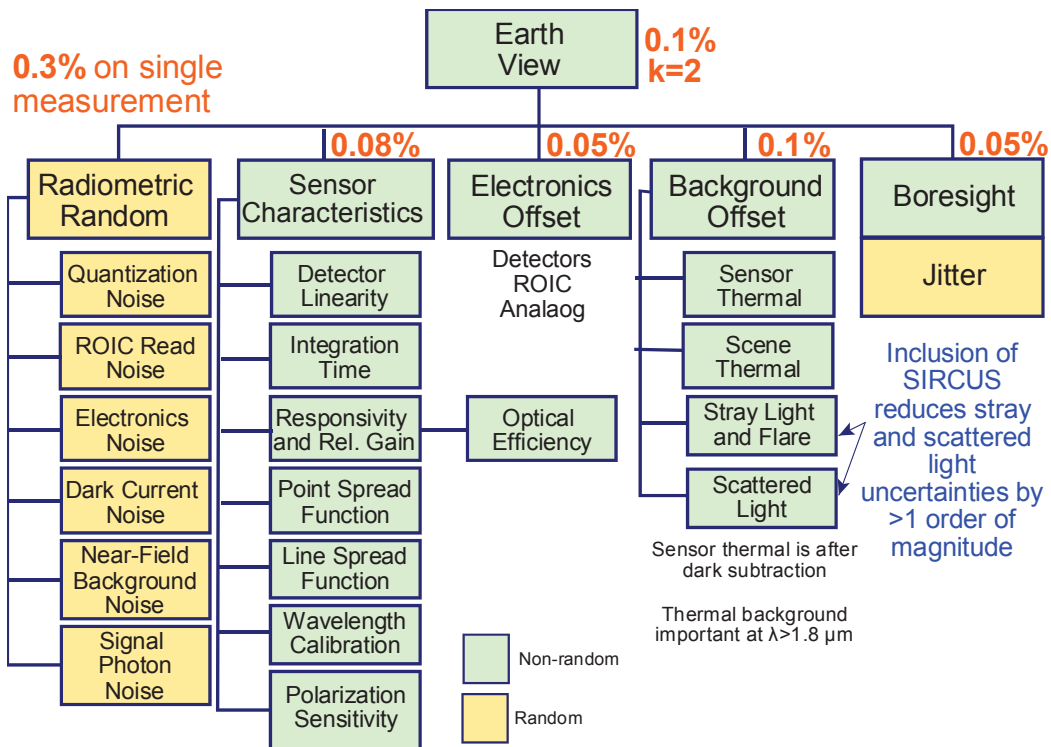 Earth
View
0.1%
k=2
0.3% on single
measurement
0.08%
0.05%
0.1%
0.05%
Radiometric
Random
Quantization
Noise
ROIC Read
Noise
Electronics
Noise
Dark Current
Noise
Near-Field
Background
Noise
Signal
Photon
Noise
Sensor
Characteristics
Detector
Linearity
Integration
Time
Responsivity
and Rel. Gain
Optical
Efficiency
Point Spread
Function
Line Spread
Function
Wavelength
Calibration
Polarization
Sensitivity
Electronics
Offset
Detectors
ROIC
Analaog
Background
Offset
Sensor
Thermal
Scene
Thermal
Stray Light
and Flare
Scattered
Light
Sensor thermal is after
dark subtraction
Thermal background
important at λ>1.8 µm
Boresight
Jitter
Inclusion of
SIRCUS
reduces stray
and scattered
light
uncertainties by
>1 order of
magnitude
Non-random
Random